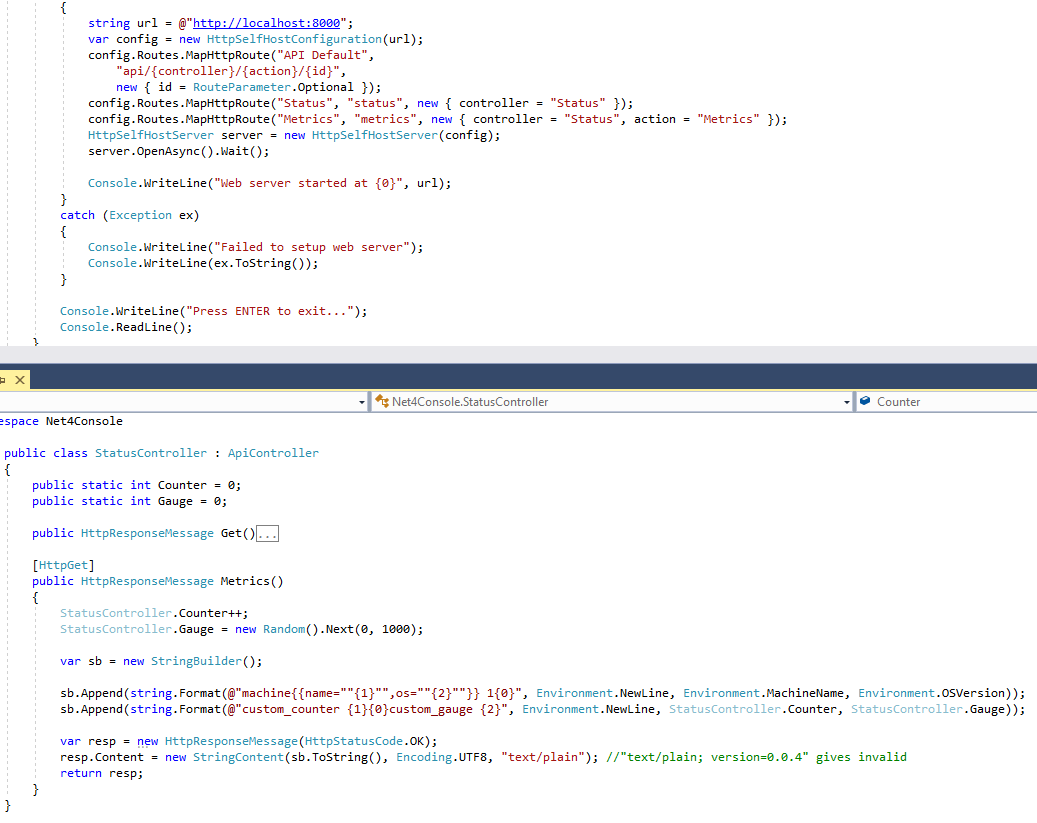 {
string url = @"http://localhost:8000";
var config = new HttpSelfHostConfiguration(url);
config.Routes.MapHttpRoute("API Default",
"api/{controller}/{action}/{id}",
new { id = RouteParameter.Optional });
config.Routes.MapHttpRoute("Status", "status", new { controller = "Status" });
config.Routes.MapHttpRoute("Metrics", "metrics", new { controller = "Status", action = "Metrics" });
HttpSelfHostServer server = new HttpSelfHostServer(config);
server.OpenAsync().Wait();
Console.WriteLine("Web server started at {0}", url);
}
catch (Exception ex)
{
Console.WriteLine("Failed to setup web server");
Console.WriteLine(ex.ToString());
}
Console.WriteLine("Press ENTER to exit...");
Console.ReadLine();
}
Net4Console.StatusController Counter
espace Net4Console
public class StatusController : ApiController
{
public static int Counter = 0;
public static int Gauge = 0;
public HttpResponseMessage Get()...
[HttpGet]
public HttpResponseMessage Metrics()
{
StatusController.Counter++;
StatusController.Gauge = new Random().Next(0, 1000);
var sb = new StringBuilder();
sb.Append(string.Format(@"machine{{name=""{1}"",os=""{2}""}} 1{0}", Environment.NewLine, Environment.MachineName, Environment.OSVersion));
sb.Append(string.Format(@"custom_counter {1}{0}custom_gauge {2}", Environment.NewLine, StatusController.Counter, StatusController.Gauge));
var resp = new HttpResponseMessage(HttpStatusCode.OK);
resp.Content = new StringContent(sb.ToString(), Encoding.UTF8, "text/plain"); //"text/plain; version=0.0.4" gives invalid
return resp;
}
}